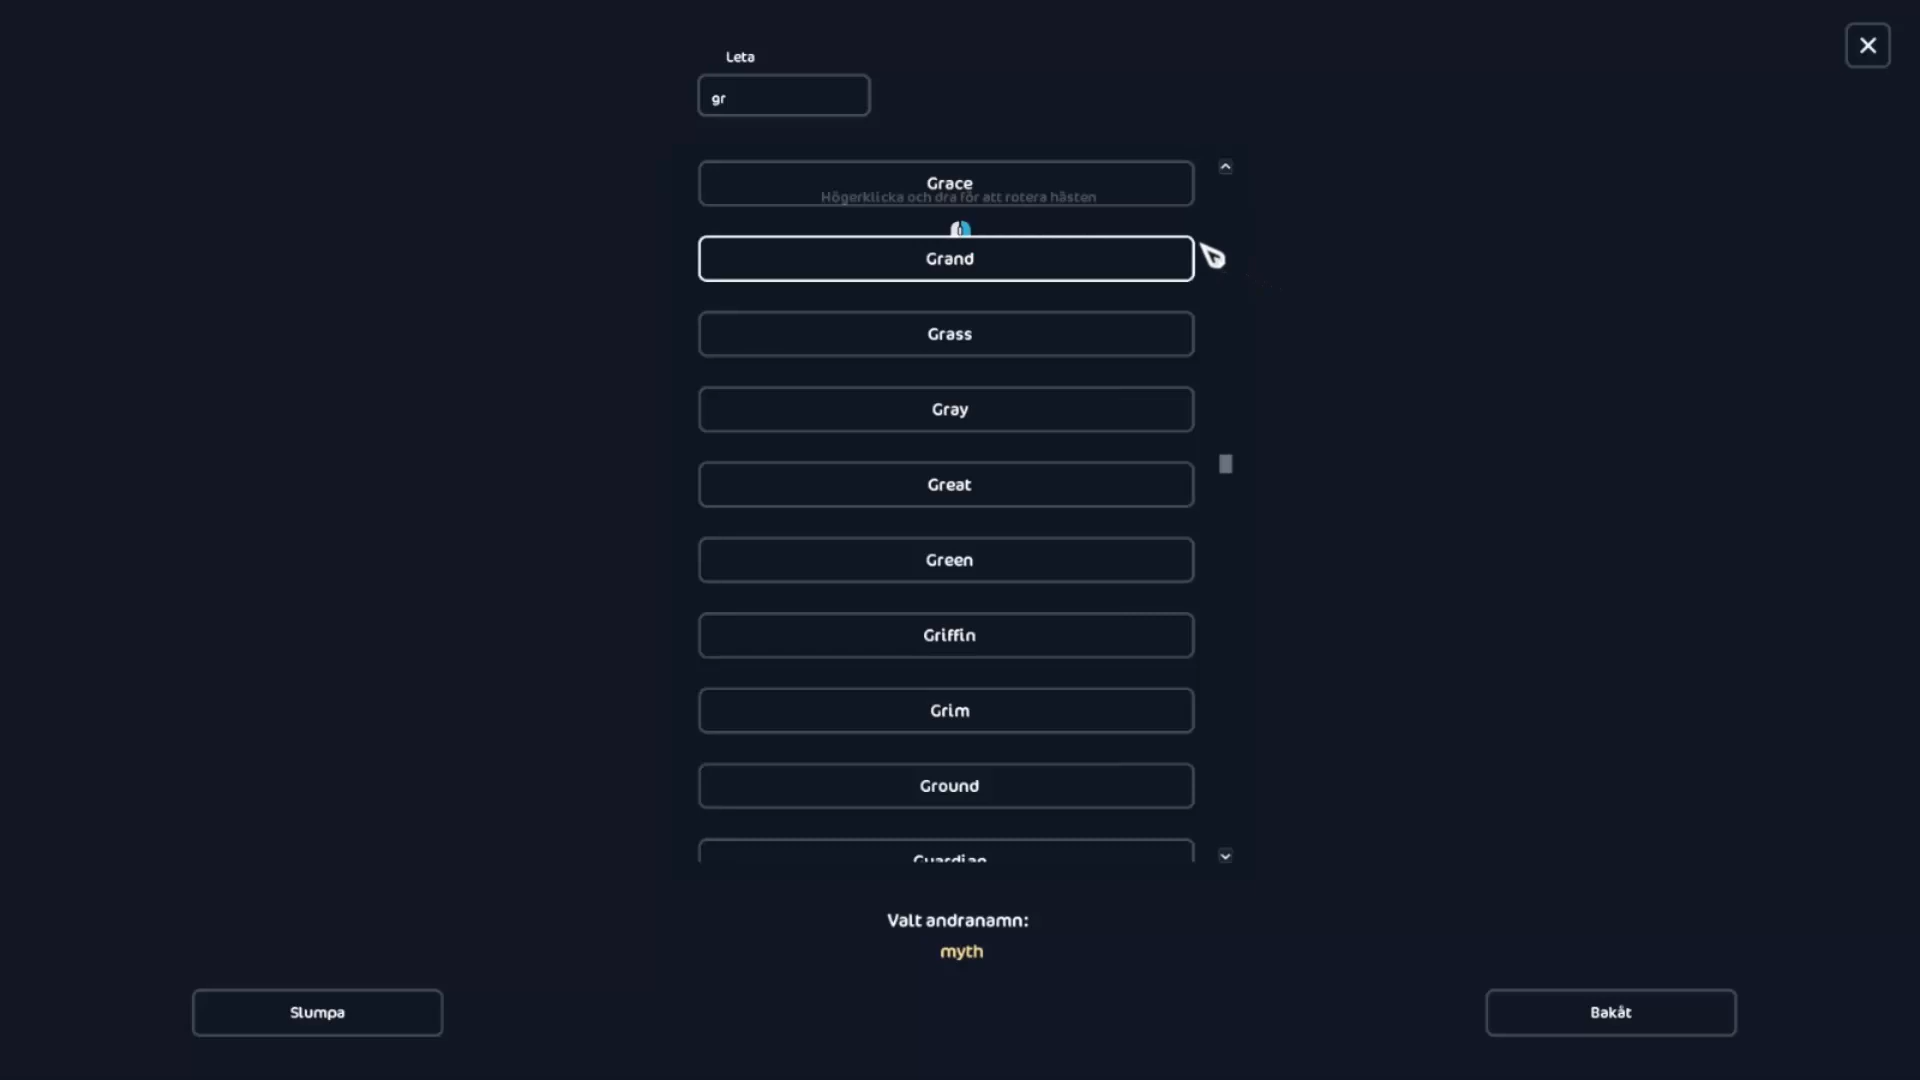 Leta
gr
Grace
Högerklicka och dra för att rotera hästen
Grand
Grass
Gray
Great
Green
Griffin
Grim
Ground
Guardian
Valt andranamn:
myth
Slumpa
Bakåt